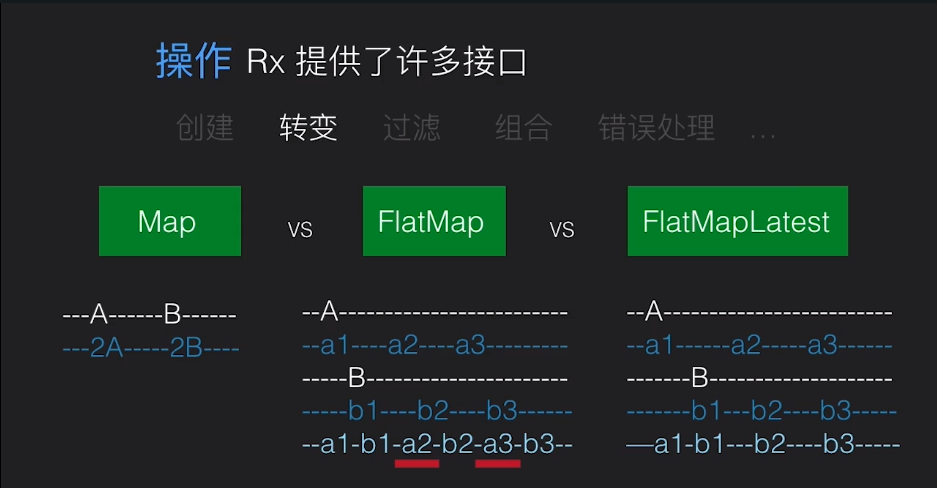 操作 Rx 提供了许多接口
创建 转变 过滤 组合 错误处理 ...
Map vs FlatMap vs FlatMapLatest
---A------B------
---2A-----2B----
--A-------------------------
--a1----a2----a3---------
-----B----------------------
-----b1----b2----b3------
--a1-b1-a2-b2-a3-b3--
--A-------------------------
--a1------a2-----a3------
-------B--------------------
-------b1---b2----b3-----
—a1-b1---b2----b3-----